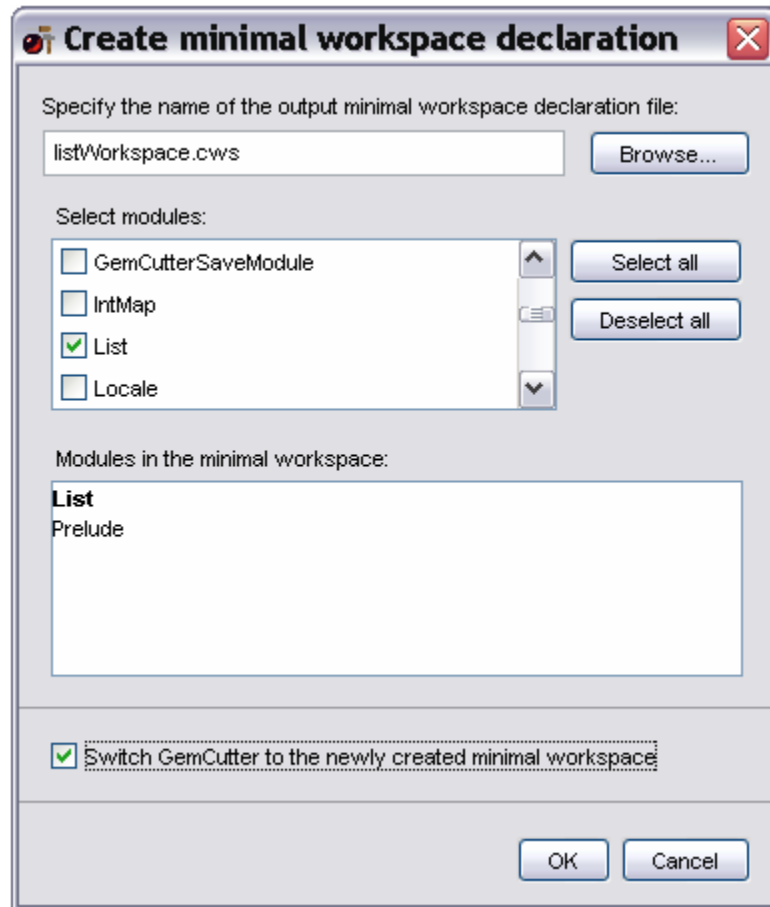 Create minimal workspace declaration
Specify the name of the output minimal workspace declaration file:
listWorkspace.cws
Browse...
Select modules:
GemCutterSaveModule
Select all
IntMap
Deselect all
List
Locale
Modules in the minimal workspace:
List
Prelude
Switch GemCutter to the newly created minimal workspace
OK
Cancel